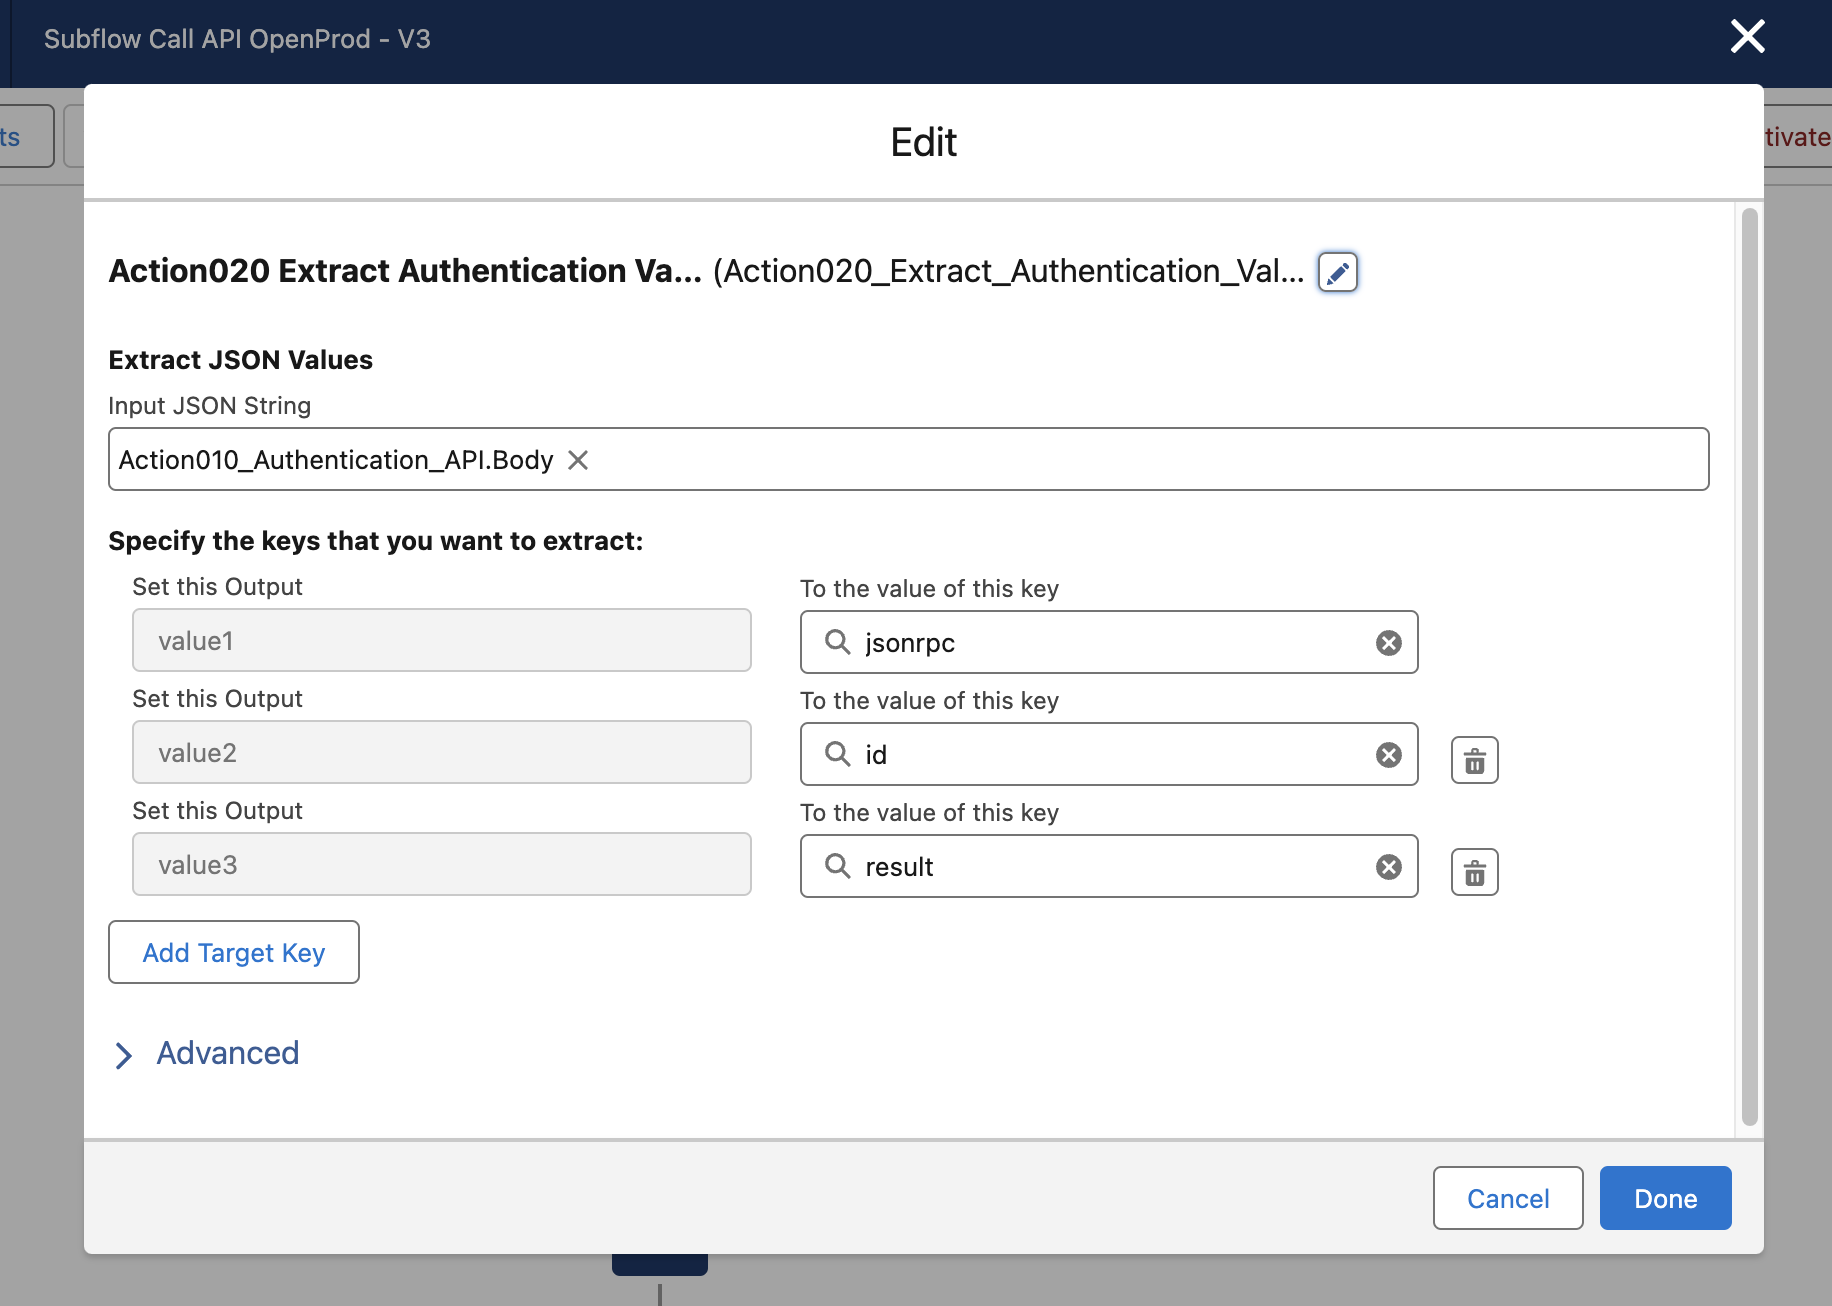 Subflow Call API OpenProd - V3
ts
tivate
Edit
Action020 Extract Authentication Va... (Action020_Extract_Authentication_Val...
Extract JSON Values
Input JSON String
Action010_Authentication_API.Body
Specify the keys that you want to extract:
Set this Output To the value of this key
value1 jsonrpc
Set this Output To the value of this key
value2 id
Set this Output To the value of this key
value3 result
Add Target Key
Advanced
Cancel Done